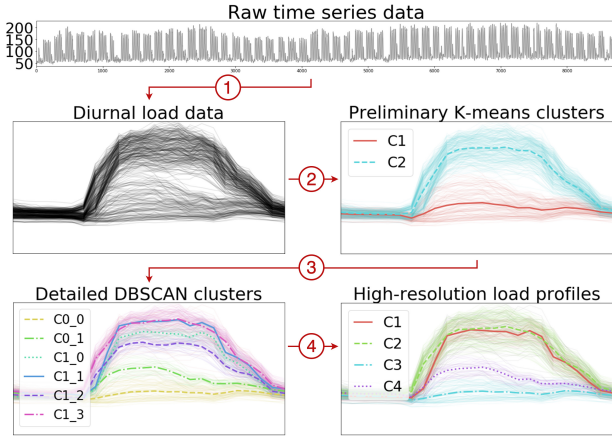 Raw time series data
200
150
100
50
0 1000 2000 3000 4000 5000 6000 7000 8000
1
Diurnal load data
Preliminary K-means clusters
2
C1
C2
3
Detailed DBSCAN clusters
High-resolution load profiles
C0_0
C0_1
C1_0
C1_1
C1_2
C1_3
4
C1
C2
C3
C4